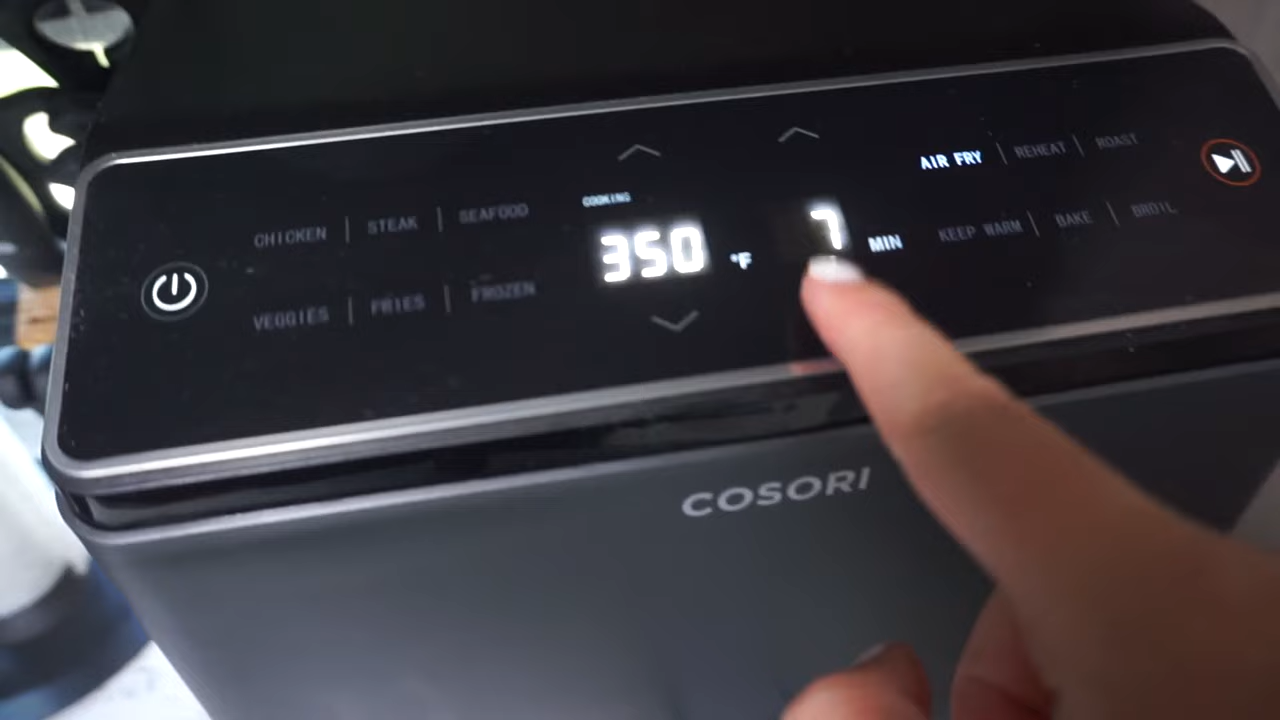 CHICKEN | STEAK | SEAFOOD
VEGGIES | FRIES | FROZEN
COOKING
350 °F
7 MIN
AIR FRY | REHEAT | ROAST
KEEP WARM | BAKE | BROIL
COSORI